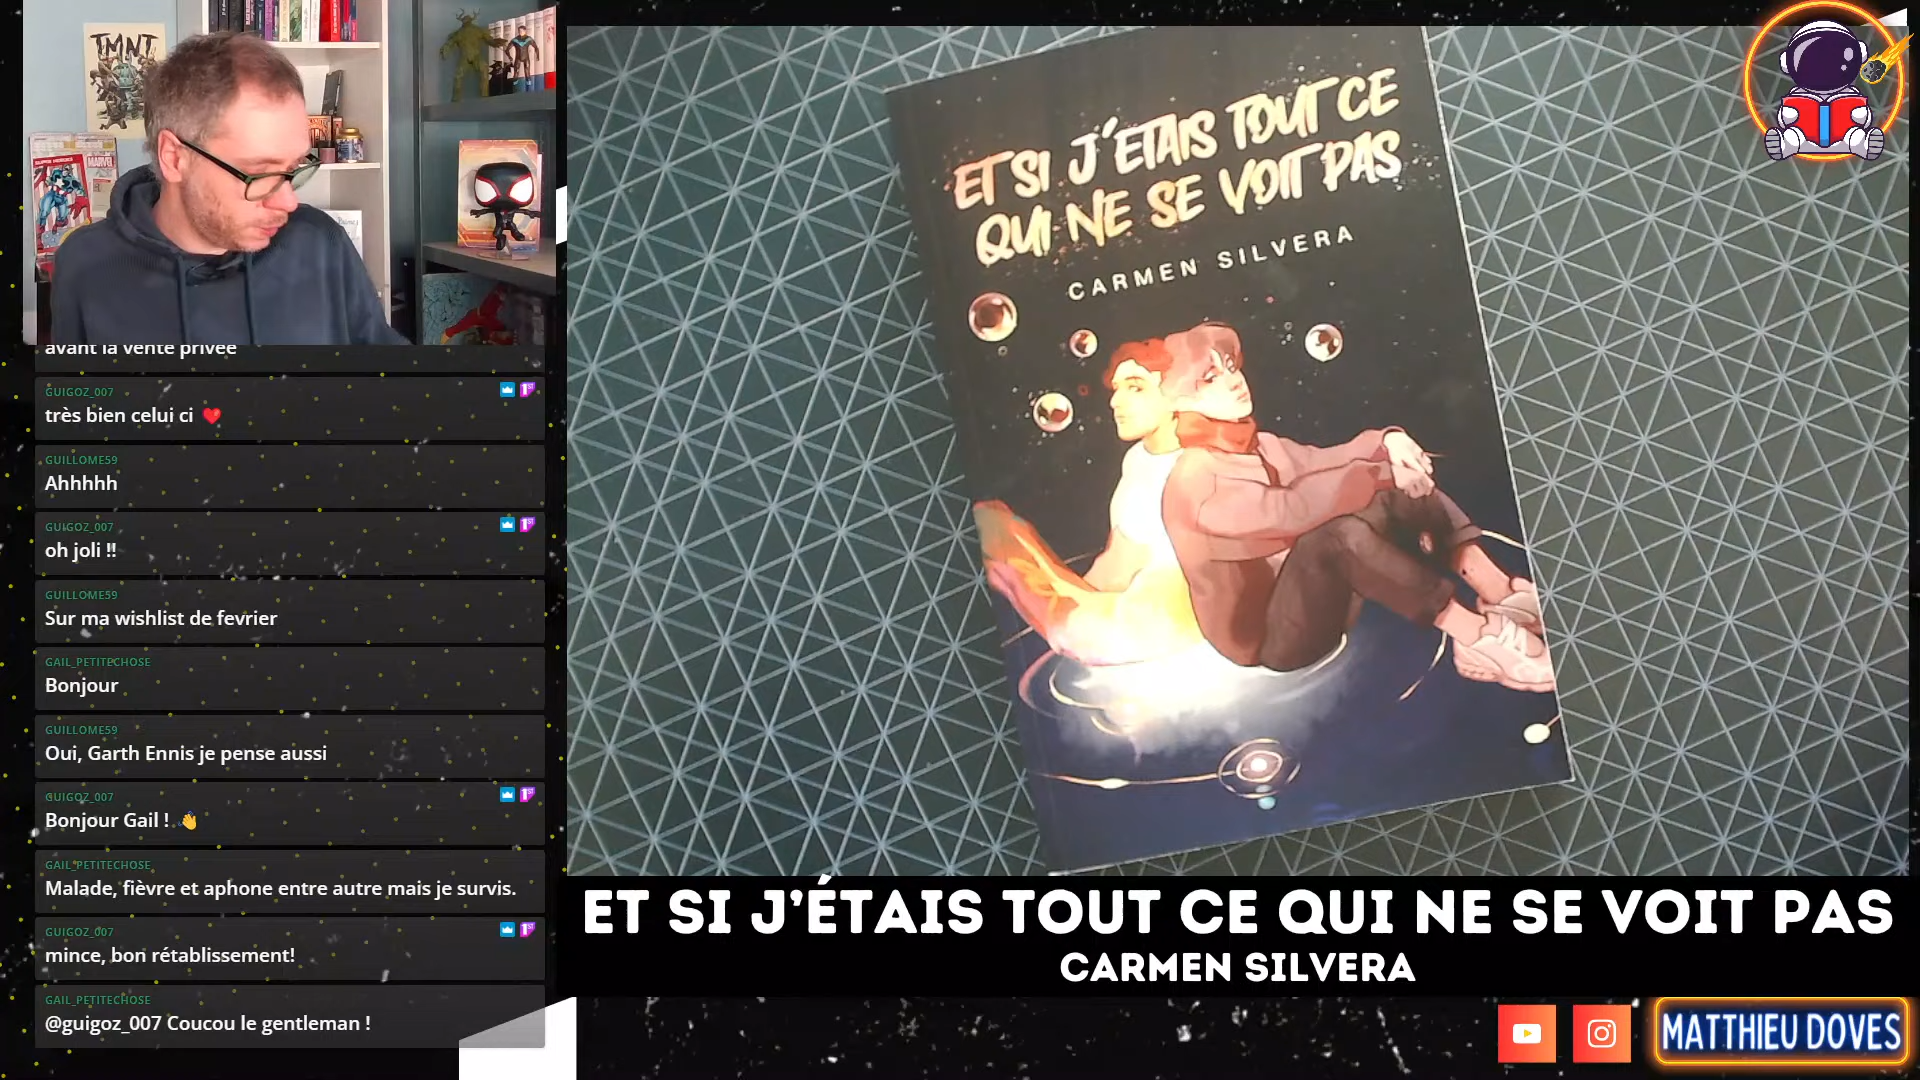 TMNT
MARVEL
avant la vente privée
GUIGOZ_007
très bien celui ci ❤️
GUILLOME59
Ahhhhh
GUIGOZ_007
oh joli !!
GUILLOME59
Sur ma wishlist de fevrier
GAIL_PETITECHOSE
Bonjour
GUILLOME59
Oui, Garth Ennis je pense aussi
GUIGOZ_007
Bonjour Gail ! 👋
GAIL_PETITECHOSE
Malade, fièvre et aphone entre autre mais je survis.
GUIGOZ_007
mince, bon rétablissement!
GAIL_PETITECHOSE
@guigoz_007 Coucou le gentleman !
ET SI J'ETAIS TOUT CE
QUI NE SE VOIT PAS
CARMEN SILVERA
ET SI J'ÉTAIS TOUT CE QUI NE SE VOIT PAS
CARMEN SILVERA
MATTHIEU DOVES